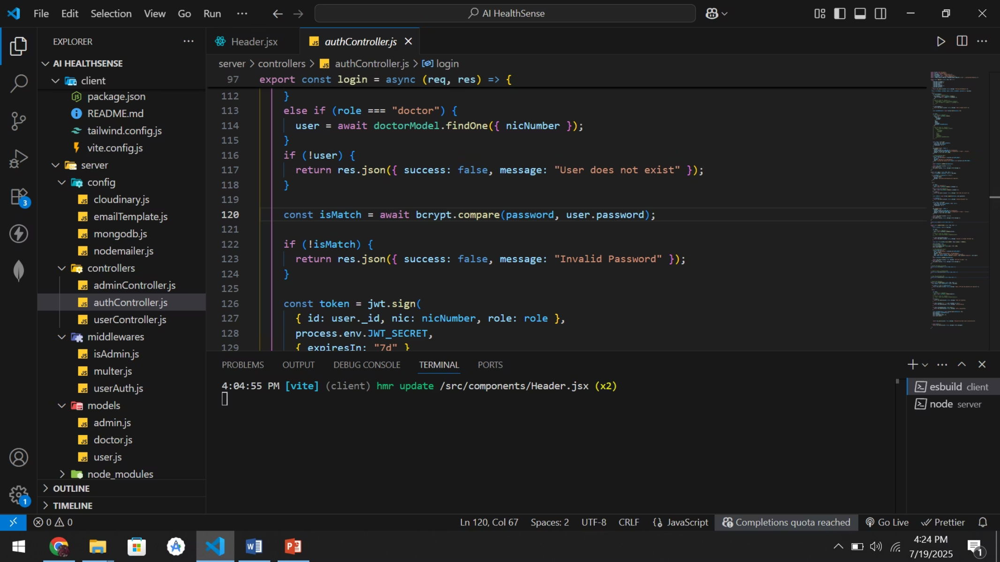 File Edit Selection View Go Run ··· AI HealthSense
EXPLORER
AI HEALTHSENSE
client
package.json
README.md
tailwind.config.js
vite.config.js
server
config
cloudinary.js
emailTemplate.js
mongodb.js
nodemailer.js
controllers
adminController.js
authController.js
userController.js
middlewares
isAdmin.js
multer.js
userAuth.js
models
admin.js
doctor.js
user.js
node_modules
OUTLINE
TIMELINE
3
1
Header.jsx authController.js
server > controllers > JS authController.js > login
97 export const login = async (req, res) => {
112 }
113 else if (role === "doctor") {
114 user = await doctorModel.findOne({ nicNumber });
115 }
116 if (!user) {
117 return res.json({ success: false, message: "User does not exist" });
118 }
119
120 const isMatch = await bcrypt.compare(password, user.password);
121
122 if (!isMatch) {
123 return res.json({ success: false, message: "Invalid Password" });
124 }
125
126 const token = jwt.sign(
127 { id: user._id, nic: nicNumber, role: role },
128 process.env.JWT_SECRET,
129 { expiresIn: "7d" }
PROBLEMS OUTPUT DEBUG CONSOLE TERMINAL PORTS
4:04:55 PM [vite] (client) hmr update /src/components/Header.jsx (x2)
esbuild client
node server
0 0 Ln 120, Col 67 Spaces: 2 UTF-8 CRLF {} JavaScript Completions quota reached Go Live Prettier
4:24 PM
7/19/2025
1